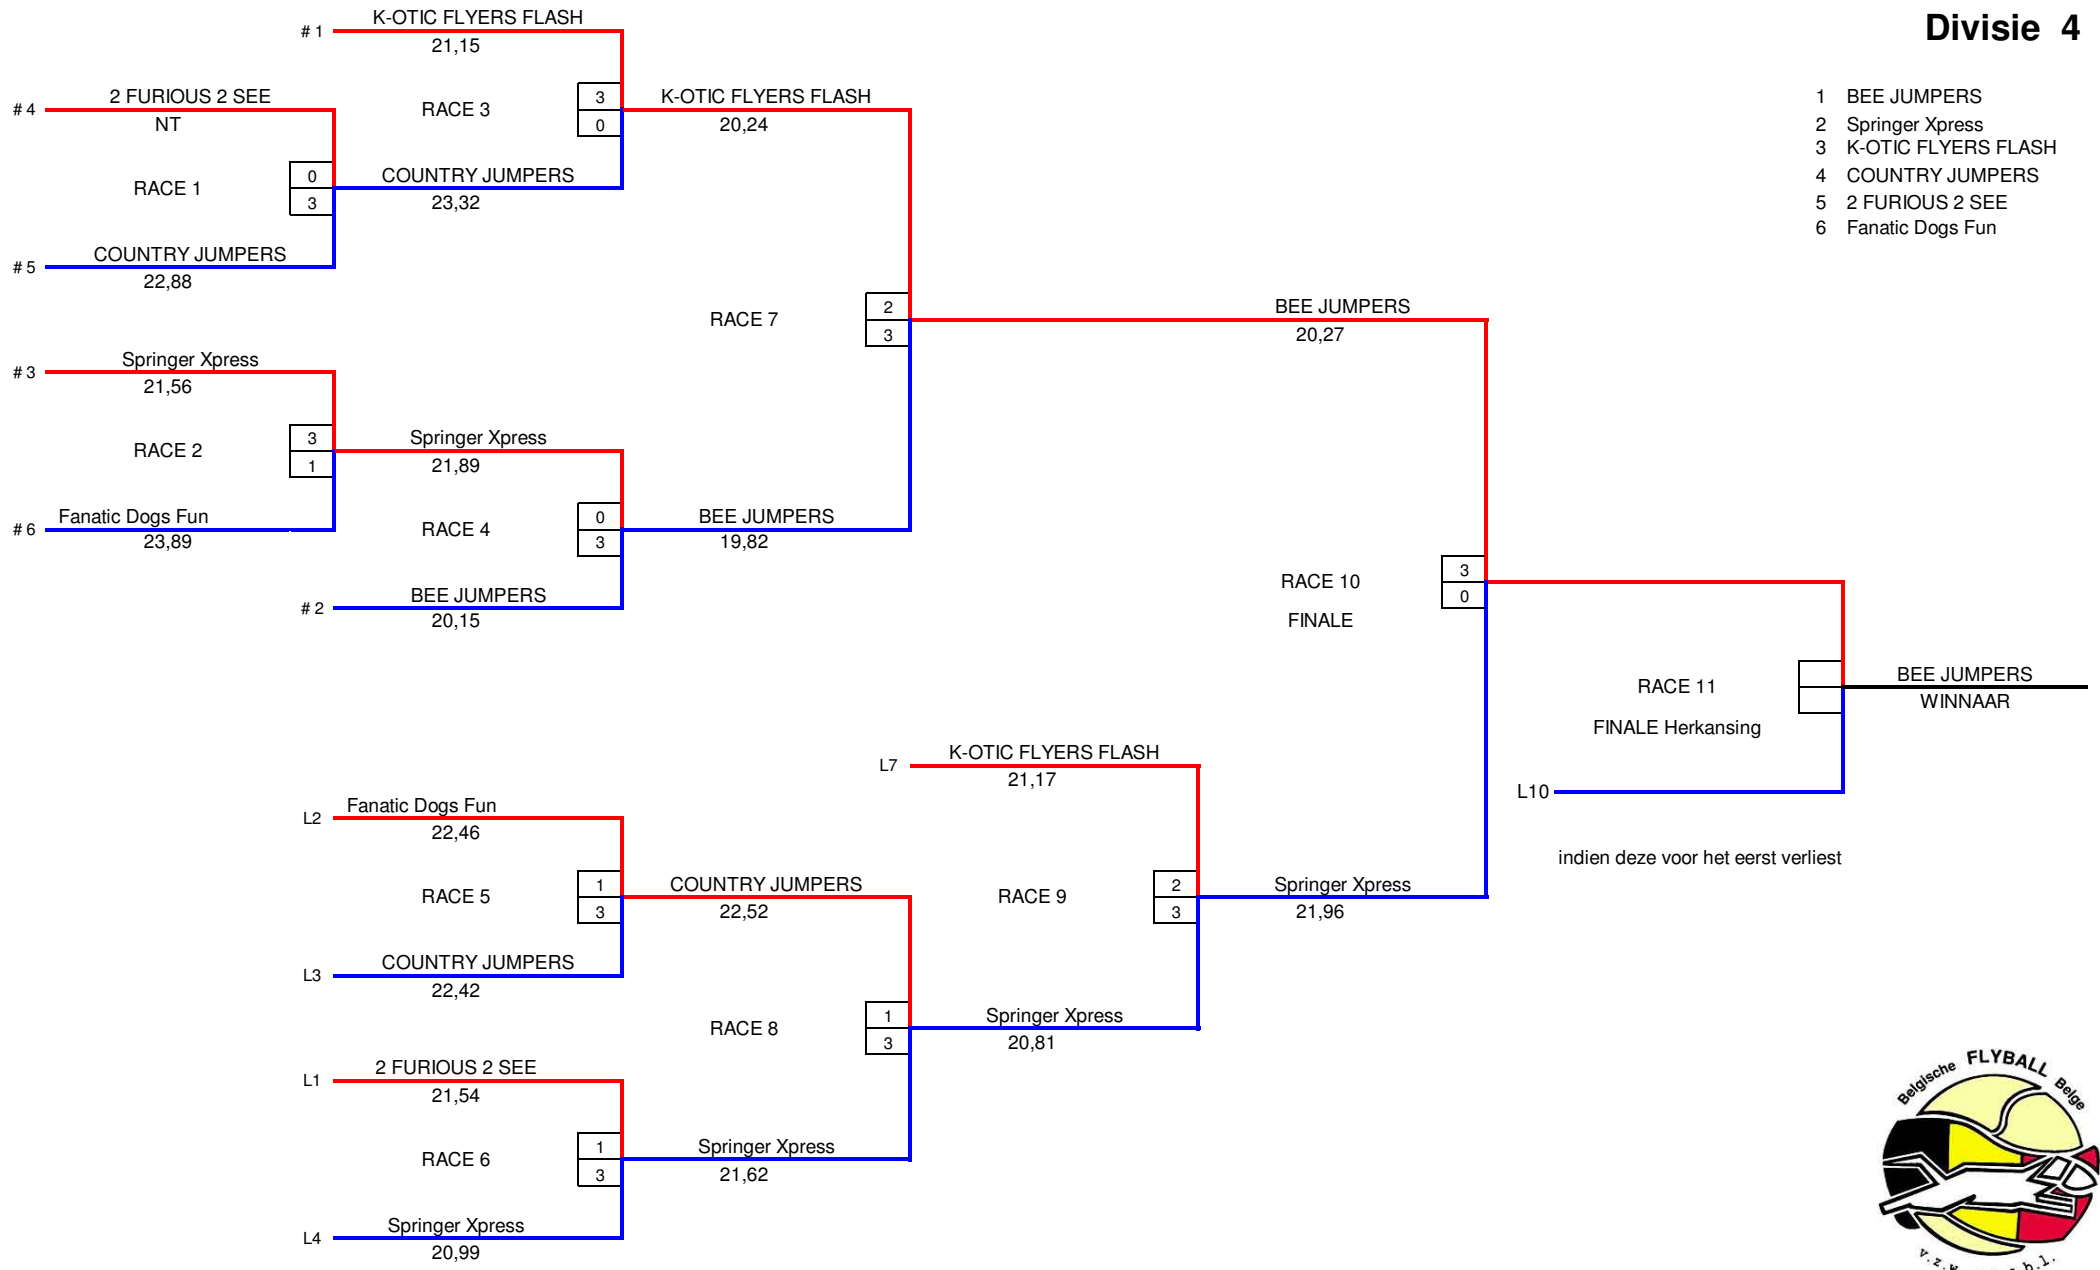 Divisie 4
1 BEE JUMPERS
2 Springer Xpress
3 K-OTIC FLYERS FLASH
4 COUNTRY JUMPERS
5 2 FURIOUS 2 SEE
6 Fanatic Dogs Fun
# 1 K-OTIC FLYERS FLASH
21,15
# 4 2 FURIOUS 2 SEE
NT
RACE 3
3
0
K-OTIC FLYERS FLASH
20,24
RACE 1
0
3
COUNTRY JUMPERS
23,32
# 5 COUNTRY JUMPERS
22,88
RACE 7
2
3
BEE JUMPERS
20,27
# 3 Springer Xpress
21,56
RACE 2
3
1
Springer Xpress
21,89
# 6 Fanatic Dogs Fun
23,89
RACE 4
0
3
BEE JUMPERS
19,82
# 2 BEE JUMPERS
20,15
RACE 10
FINALE
3
0
RACE 11
FINALE Herkansing
BEE JUMPERS
WINNAAR
L10
indien deze voor het eerst verliest
L7 K-OTIC FLYERS FLASH
21,17
L2 Fanatic Dogs Fun
22,46
RACE 5
1
3
COUNTRY JUMPERS
22,52
RACE 9
2
3
Springer Xpress
21,96
L3 COUNTRY JUMPERS
22,42
RACE 8
1
3
Springer Xpress
20,81
L1 2 FURIOUS 2 SEE
21,54
RACE 6
1
3
Springer Xpress
21,62
L4 Springer Xpress
20,99
Belgische FLYBALL Belge
v.z.w.